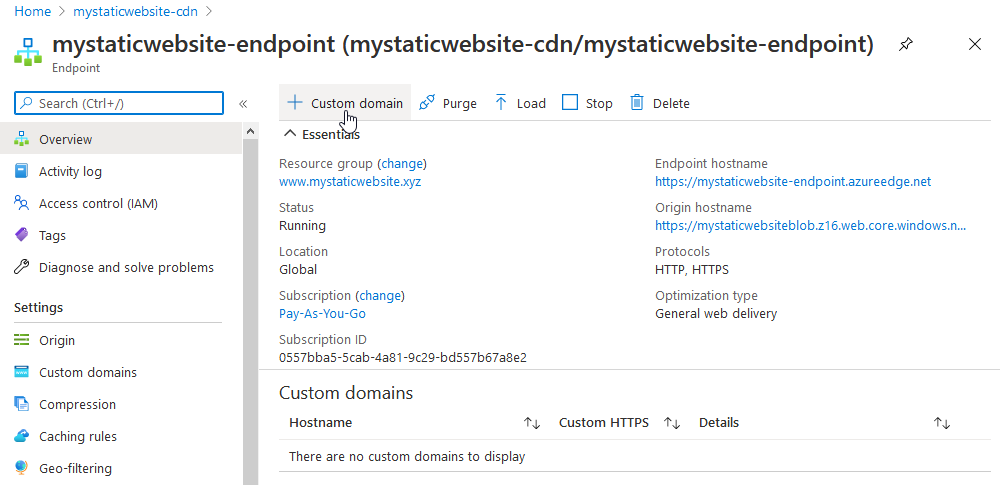 Home > mystaticwebsite-cdn >
mystaticwebsite-endpoint (mystaticwebsite-cdn/mystaticwebsite-endpoint)
Endpoint
Search (Ctrl+/)
«
Overview
Activity log
Access control (IAM)
Tags
Diagnose and solve problems
Settings
Origin
Custom domains
Compression
Caching rules
Geo-filtering
Custom domain Purge Load Stop Delete
Essentials
Resource group (change)
www.mystaticwebsite.xyz
Status
Running
Location
Global
Subscription (change)
Pay-As-You-Go
Subscription ID
0557bba5-5cab-4a81-9c29-bd557b67a8e2
Endpoint hostname
https://mystaticwebsite-endpoint.azureedge.net
Origin hostname
https://mystaticwebsiteblob.z16.web.core.windows.n...
Protocols
HTTP, HTTPS
Optimization type
General web delivery
Custom domains
Hostname Custom HTTPS Details
There are no custom domains to display